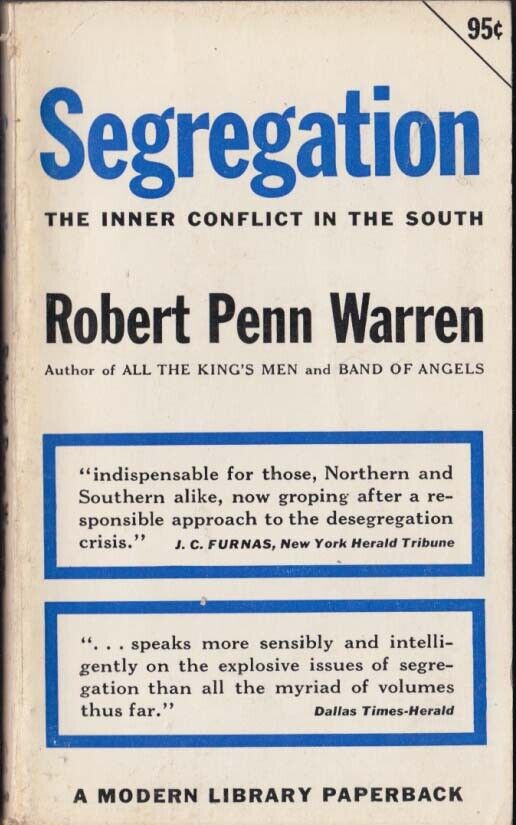 95¢
Segregation
THE INNER CONFLICT IN THE SOUTH
Robert Penn Warren
Author of ALL THE KING'S MEN and BAND OF ANGELS
“indispensable for those, Northern and
Southern alike, now groping after a re-
sponsible approach to the desegregation
crisis.” J. C. FURNAS, New York Herald Tribune
“. . . speaks more sensibly and intelli-
gently on the explosive issues of segre-
gation than all the myriad of volumes
thus far.” Dallas Times-Herald
A MODERN LIBRARY PAPERBACK